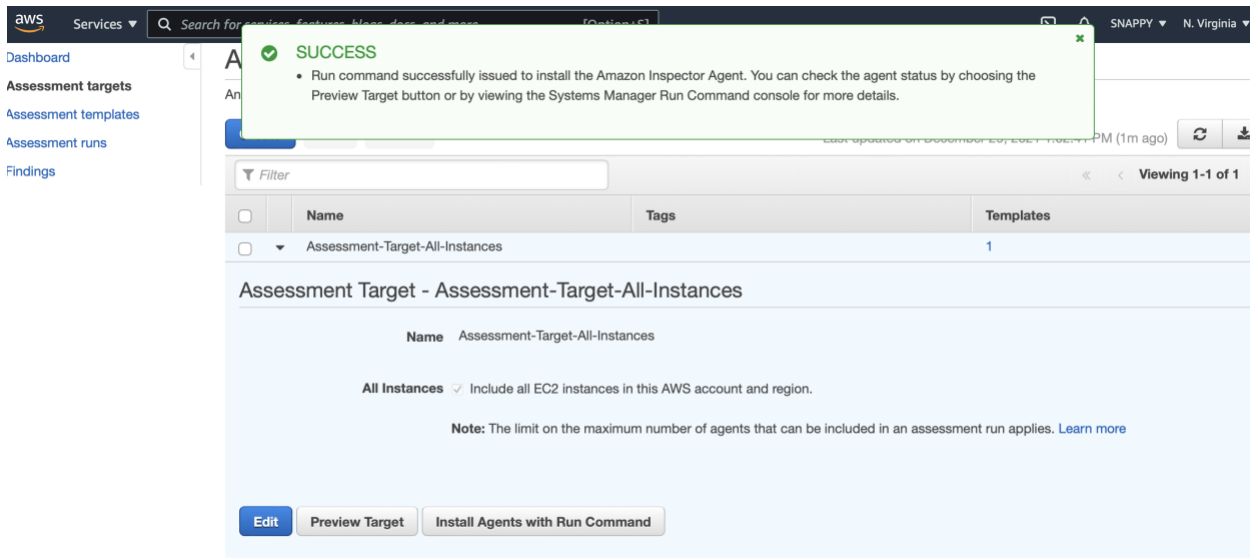 aws Services Search for services, features, blogs, docs, and more [Option+S] SNAPPY N. Virginia
Dashboard
Assessment targets
Assessment templates
Assessment runs
Findings
SUCCESS
• Run command successfully issued to install the Amazon Inspector Agent. You can check the agent status by choosing the
Preview Target button or by viewing the Systems Manager Run Command console for more details.
A
An
PM (1m ago)
Filter
« < Viewing 1-1 of 1
Name Tags Templates
Assessment-Target-All-Instances 1
Assessment Target - Assessment-Target-All-Instances
Name Assessment-Target-All-Instances
All Instances Include all EC2 instances in this AWS account and region.
Note: The limit on the maximum number of agents that can be included in an assessment run applies. Learn more
Edit Preview Target Install Agents with Run Command